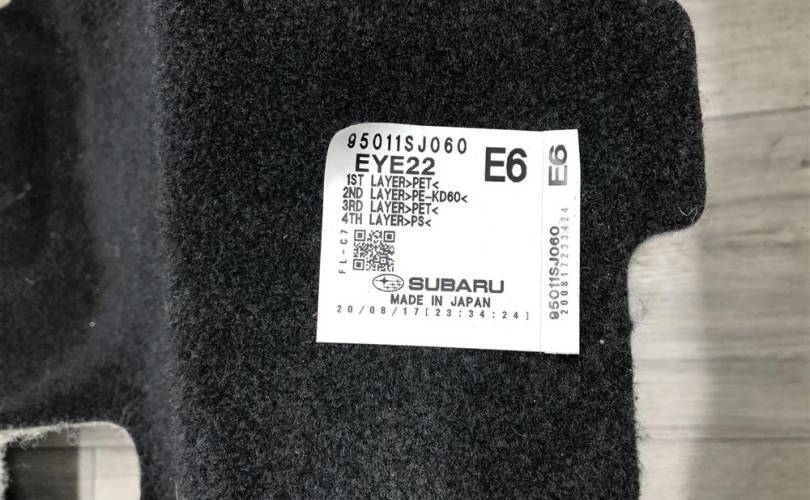 95011SJ060
EYE22
E6
1ST LAYER>PET<
2ND LAYER>PE-KD60<
3RD LAYER>PET<
4TH LAYER>PS<
FL-C7
SUBARU
MADE IN JAPAN
20/08/17[23:34:24]
E6
95011SJ060
200817233424